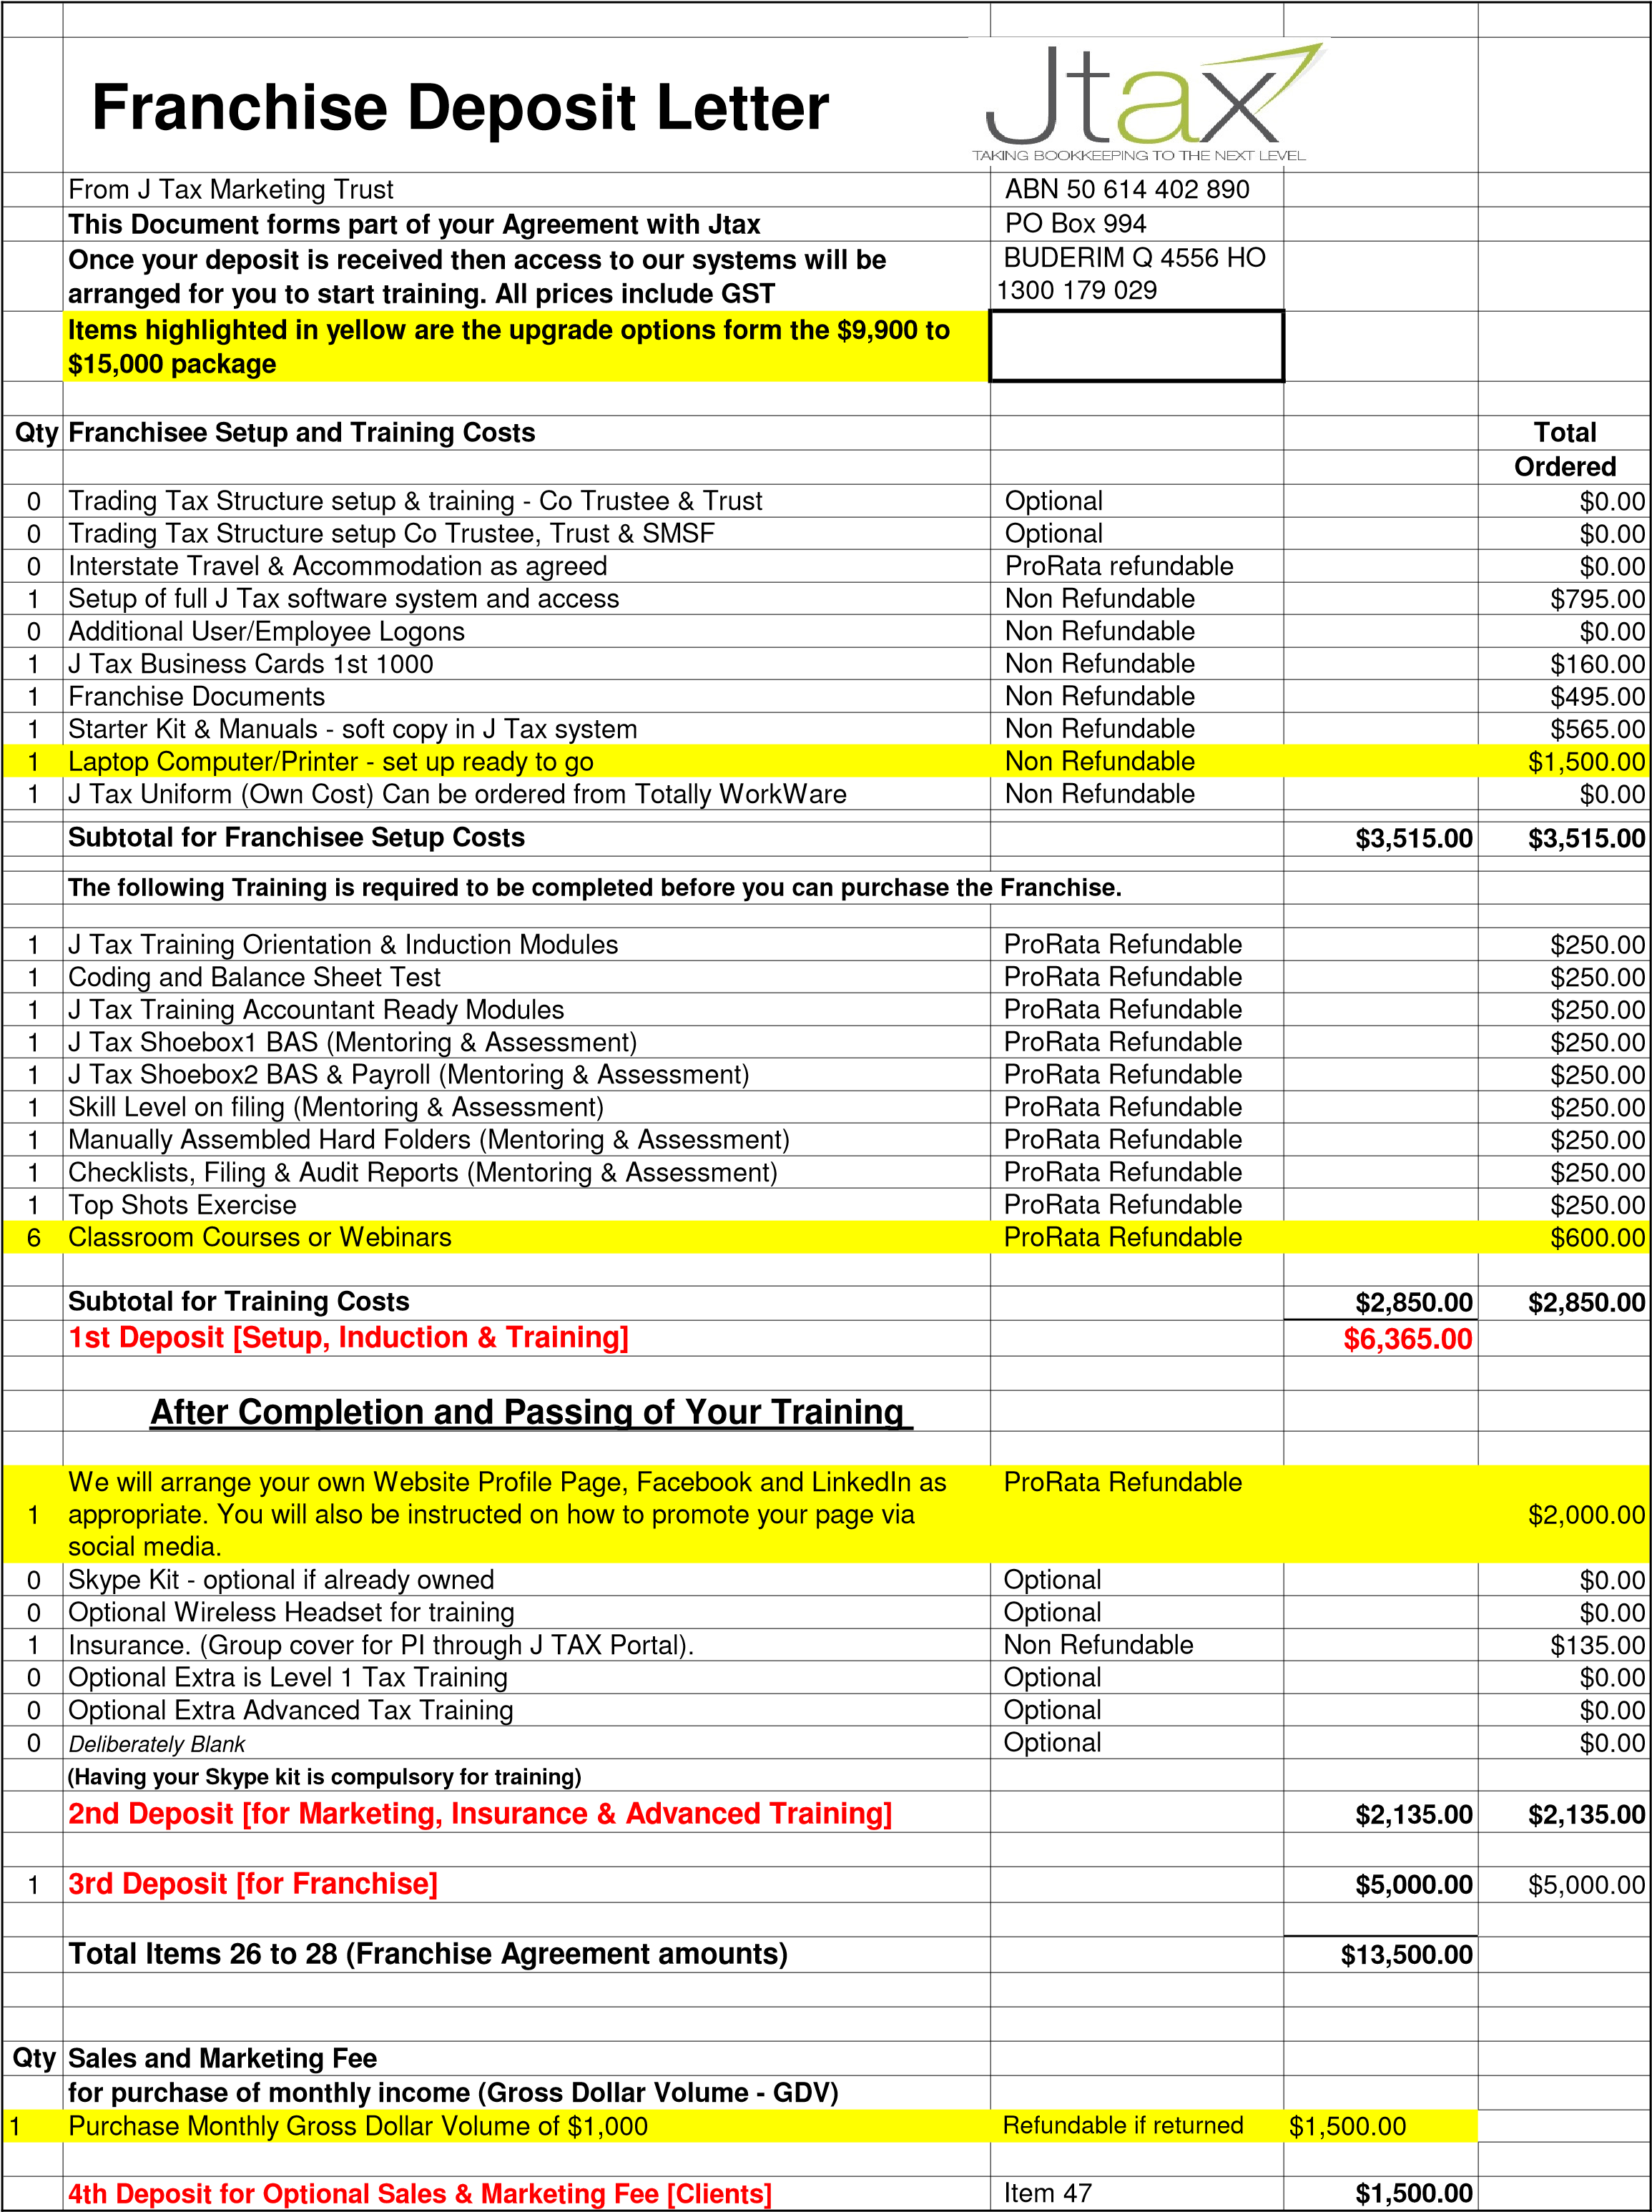 Franchise Deposit Letter
Jtax
TAKING BOOKKEEPING TO THE NEXT LEVEL
From J Tax Marketing Trust ABN 50 614 402 890
This Document forms part of your Agreement with Jtax PO Box 994
Once your deposit is received then access to our systems will be BUDERIM Q 4556 HO
arranged for you to start training. All prices include GST 1300 179 029
Items highlighted in yellow are the upgrade options form the $9,900 to
$15,000 package
Qty Franchisee Setup and Training Costs Total
Ordered
0 Trading Tax Structure setup & training - Co Trustee & Trust Optional $0.00
0 Trading Tax Structure setup Co Trustee, Trust & SMSF Optional $0.00
0 Interstate Travel & Accommodation as agreed ProRata refundable $0.00
1 Setup of full J Tax software system and access Non Refundable $795.00
0 Additional User/Employee Logons Non Refundable $0.00
1 J Tax Business Cards 1st 1000 Non Refundable $160.00
1 Franchise Documents Non Refundable $495.00
1 Starter Kit & Manuals - soft copy in J Tax system Non Refundable $565.00
1 Laptop Computer/Printer - set up ready to go Non Refundable $1,500.00
1 J Tax Uniform (Own Cost) Can be ordered from Totally WorkWare Non Refundable $0.00
Subtotal for Franchisee Setup Costs $3,515.00 $3,515.00
The following Training is required to be completed before you can purchase the Franchise.
1 J Tax Training Orientation & Induction Modules ProRata Refundable $250.00
1 Coding and Balance Sheet Test ProRata Refundable $250.00
1 J Tax Training Accountant Ready Modules ProRata Refundable $250.00
1 J Tax Shoebox1 BAS (Mentoring & Assessment) ProRata Refundable $250.00
1 J Tax Shoebox2 BAS & Payroll (Mentoring & Assessment) ProRata Refundable $250.00
1 Skill Level on filing (Mentoring & Assessment) ProRata Refundable $250.00
1 Manually Assembled Hard Folders (Mentoring & Assessment) ProRata Refundable $250.00
1 Checklists, Filing & Audit Reports (Mentoring & Assessment) ProRata Refundable $250.00
1 Top Shots Exercise ProRata Refundable $250.00
6 Classroom Courses or Webinars ProRata Refundable $600.00
Subtotal for Training Costs $2,850.00 $2,850.00
1st Deposit [Setup, Induction & Training] $6,365.00
After Completion and Passing of Your Training
We will arrange your own Website Profile Page, Facebook and LinkedIn as ProRata Refundable
1 appropriate. You will also be instructed on how to promote your page via $2,000.00
social media.
0 Skype Kit - optional if already owned Optional $0.00
0 Optional Wireless Headset for training Optional $0.00
1 Insurance. (Group cover for PI through J TAX Portal). Non Refundable $135.00
0 Optional Extra is Level 1 Tax Training Optional $0.00
0 Optional Extra Advanced Tax Training Optional $0.00
0 Deliberately Blank Optional $0.00
(Having your Skype kit is compulsory for training)
2nd Deposit [for Marketing, Insurance & Advanced Training] $2,135.00 $2,135.00
1 3rd Deposit [for Franchise] $5,000.00 $5,000.00
Total Items 26 to 28 (Franchise Agreement amounts) $13,500.00
Qty Sales and Marketing Fee
for purchase of monthly income (Gross Dollar Volume - GDV)
1 Purchase Monthly Gross Dollar Volume of $1,000 Refundable if returned $1,500.00
4th Deposit for Optional Sales & Marketing Fee [Clients] Item 47 $1,500.00